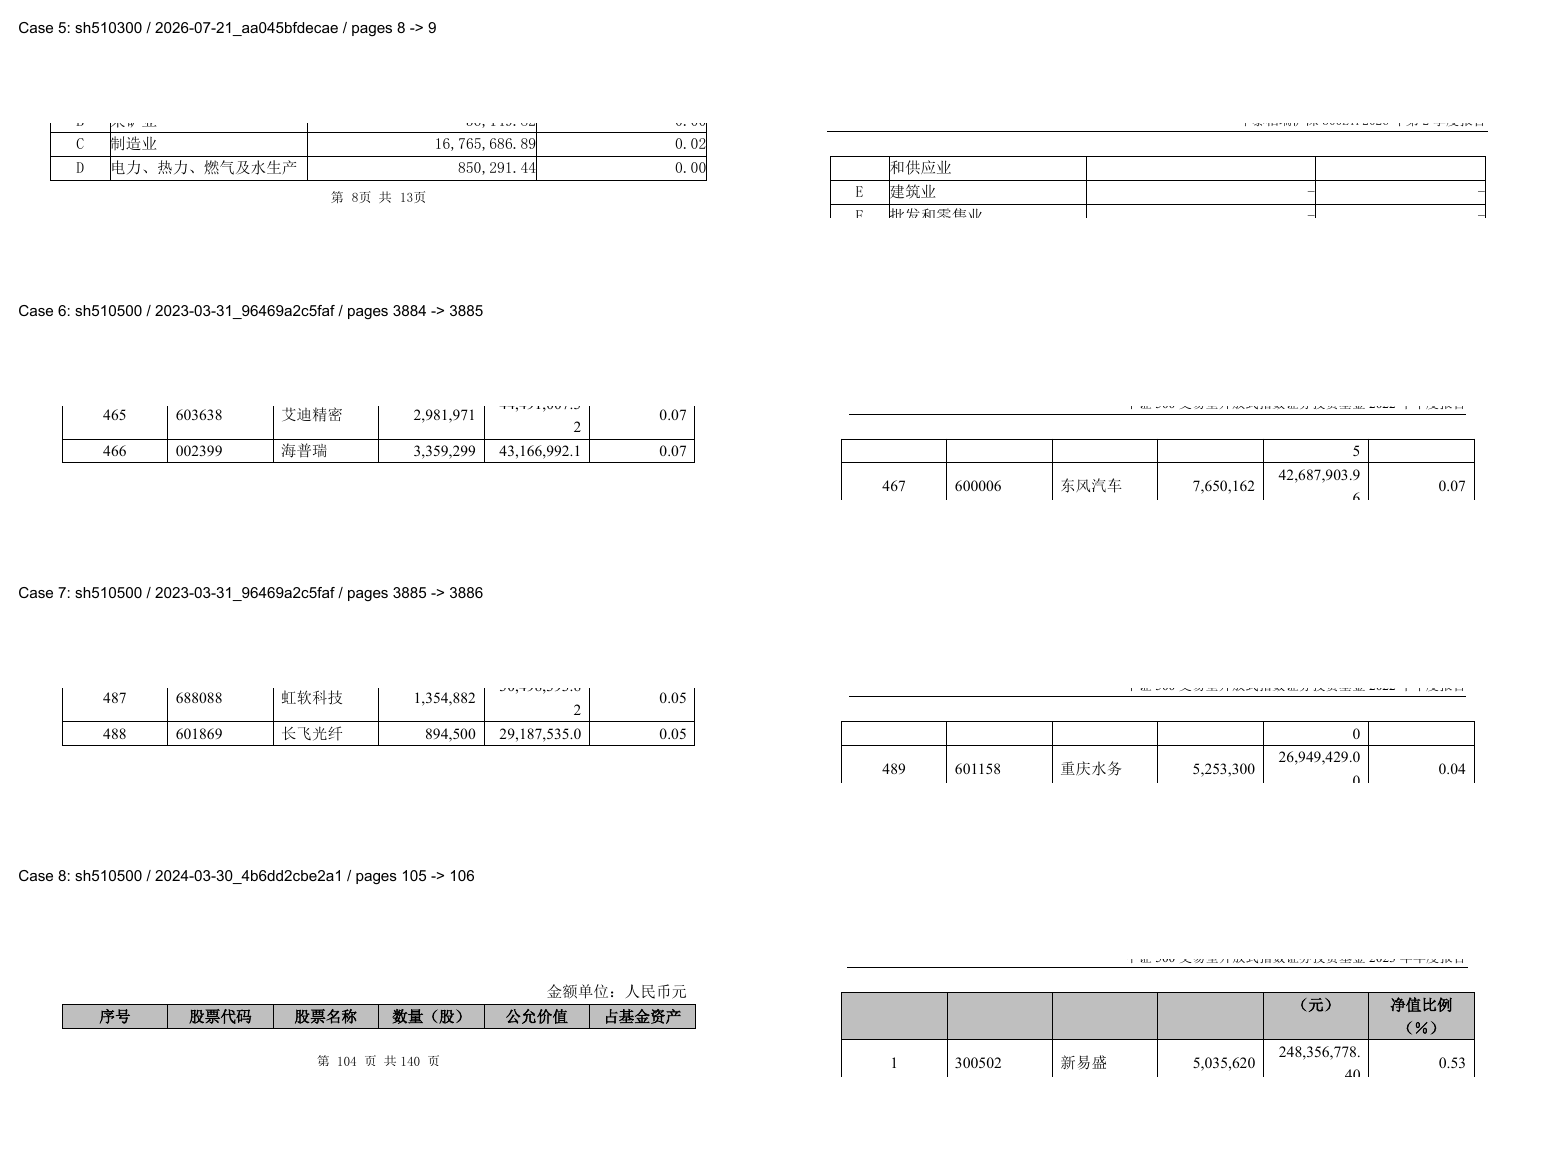 Case 5: sh510300 / 2026-07-21_aa045bfdecae / pages 8 -> 9
C 制造业 16,765,686.89 0.02
D 电力、热力、燃气及水生产 850,291.44 0.00
第 8页 共 13页
和供应业
E 建筑业 – –
F 批发和零售业 – –
Case 6: sh510500 / 2023-03-31_96469a2c5faf / pages 3884 -> 3885
465 603638 艾迪精密 2,981,971 0.07
2
466 002399 海普瑞 3,359,299 43,166,992.1 0.07
5
467 600006 东风汽车 7,650,162 42,687,903.9 0.07
6
Case 7: sh510500 / 2023-03-31_96469a2c5faf / pages 3885 -> 3886
487 688088 虹软科技 1,354,882 0.05
2
488 601869 长飞光纤 894,500 29,187,535.0 0.05
0
489 601158 重庆水务 5,253,300 26,949,429.0 0.04
0
Case 8: sh510500 / 2024-03-30_4b6dd2cbe2a1 / pages 105 -> 106
金额单位：人民币元
序号 股票代码 股票名称 数量（股） 公允价值 占基金资产
第 104 页 共 140 页
（元） 净值比例
（%）
1 300502 新易盛 5,035,620 248,356,778. 0.53
40